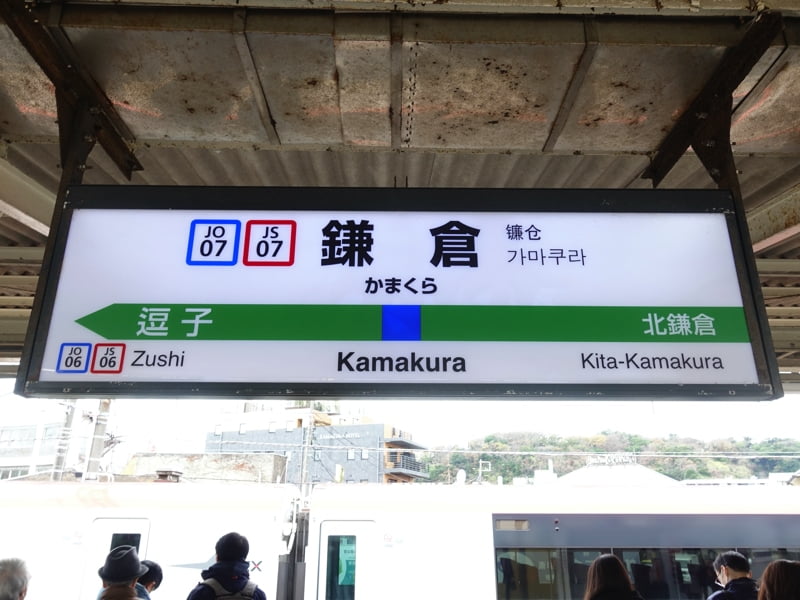 JO 07 JS 07 鎌倉 镰仓
가마쿠라
かまくら
逗子 北鎌倉
JO 06 JS 06 Zushi Kamakura Kita-Kamakura